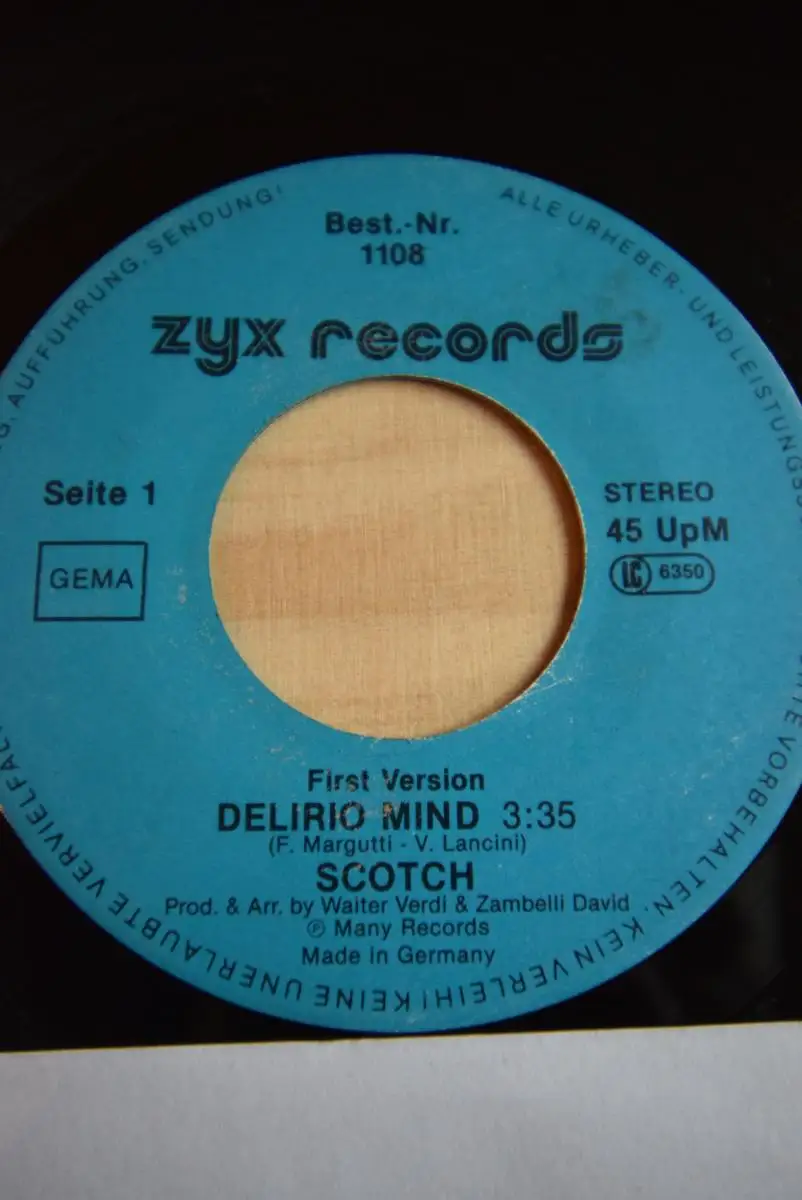 Best.-Nr.
1108
zyx records
Seite 1
GEMA
STEREO
45 UpM
LC 6350
First Version
DELIRIO MIND 3:35
(F. Margutti - V. Lancini)
SCOTCH
Prod. & Arr. by Walter Verdi & Zambelli David
℗ Many Records
Made In Germany
ALLE URHEBER- UND LEISTUNGSS
VORBEHALTEN. KEIN VERLEIH! KEINE UNERLAUBTE VERVIELFÄL
AUFFÜHRUNG, SENDUNG!